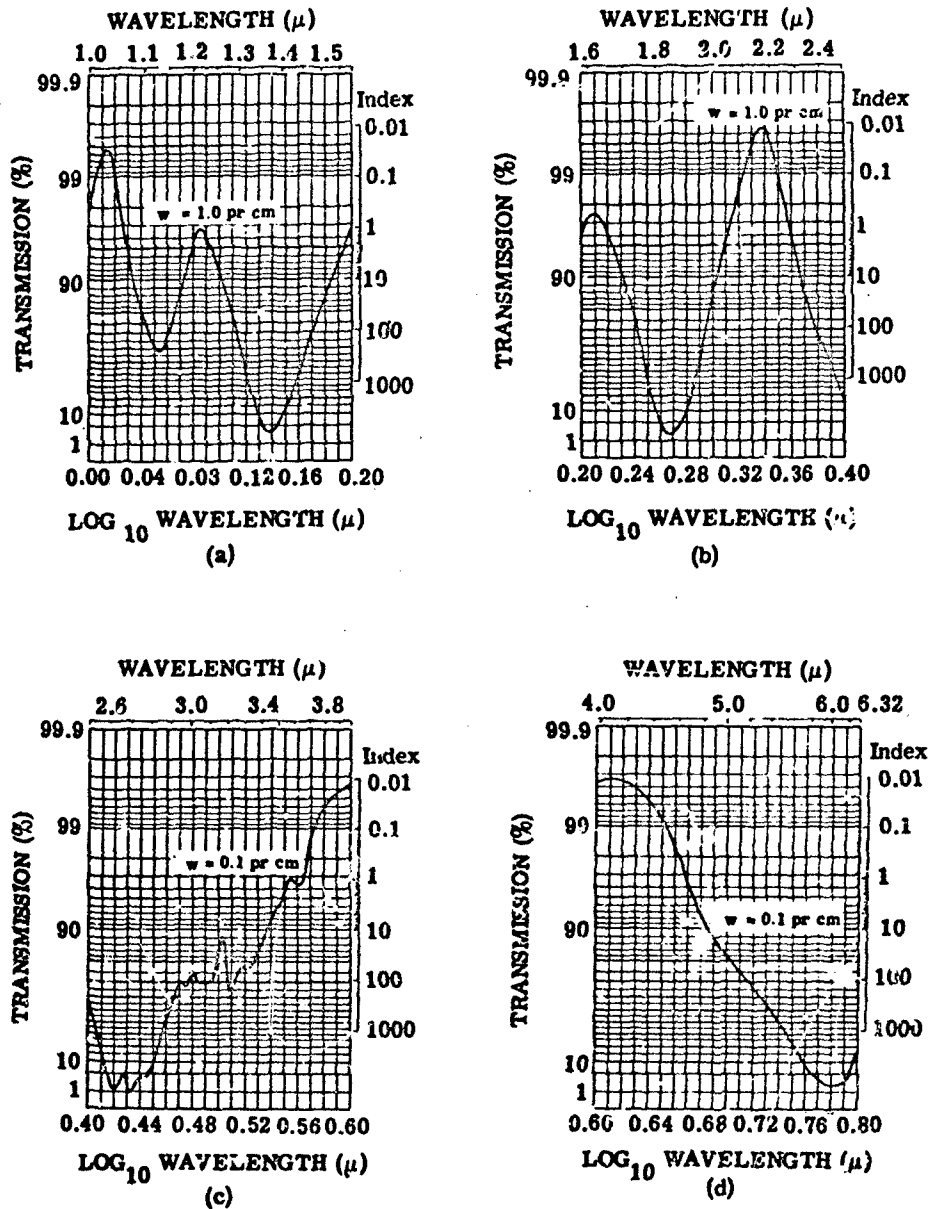 WAVELENGTH (μ)
1.0 1.1 1.2 1.3 1.4 1.5
99.9
Index
0.01
99
0.1
w = 1.0 pr cm
1
10
90
100
1000
10
1
0.00 0.04 0.03 0.12 0.16 0.20
TRANSMISSION (%)
LOG10 WAVELENGTH (μ)
(a)
WAVELENGTH (μ)
1.6 1.8 2.0 2.2 2.4
99.9
Index
w = 1.0 pr cm
0.01
99
0.1
1
10
90
100
1000
10
1
0.20 0.24 0.28 0.32 0.36 0.40
TRANSMISSION (%)
LOG10 WAVELENGTH (μ)
(b)
WAVELENGTH (μ)
2.6 3.0 3.4 3.8
99.9
Index
0.01
99
0.1
w = 0.1 pr cm
1
90
10
100
1000
10
1
0.40 0.44 0.48 0.52 0.56 0.60
TRANSMISSION (%)
LOG10 WAVELENGTH (μ)
(c)
WAVELENGTH (μ)
4.0 5.0 6.0 6.32
99.9
Index
0.01
99
0.1
1
w = 0.1 pr cm
90
10
100
1000
10
1
0.60 0.64 0.68 0.72 0.76 0.80
TRANSMISSION (%)
LOG10 WAVELENGTH (μ)
(d)